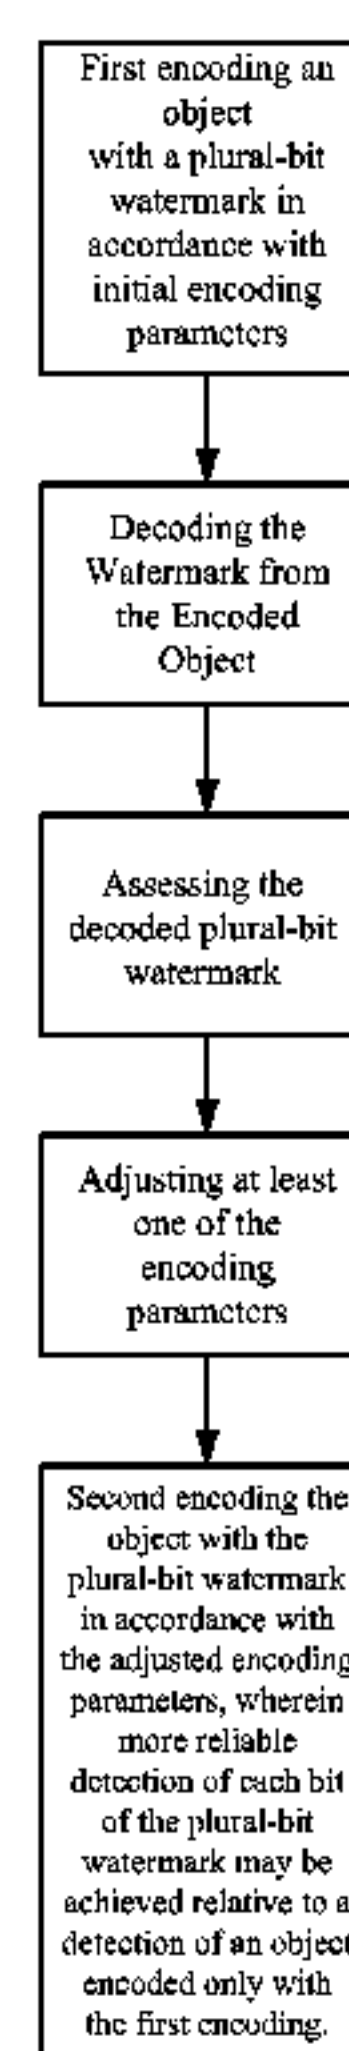 First encoding an
object
with a plural-bit
watermark in
accordance with
initial encoding
parameters
Decoding the
Watermark from
the Encoded
Object
Assessing the
decoded plural-bit
watermark
Adjusting at least
one of the
encoding
parameters
Second encoding the
object with the
plural-bit watermark
in accordance with
the adjusted encoding
parameters, wherein
more reliable
detection of each bit
of the plural-bit
watermark may be
achieved relative to a
detection of an object
encoded only with
the first encoding.